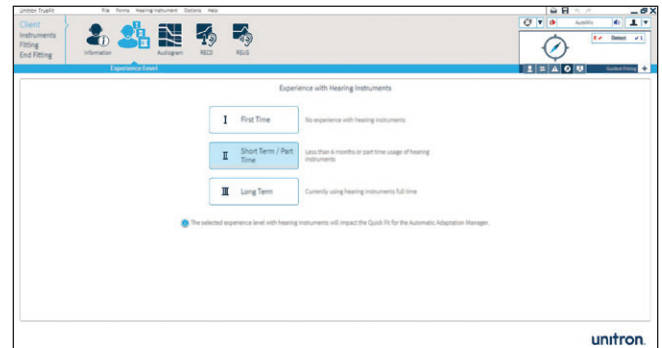 Unitron TrueFit
File Forms Hearing Instrument Options Help
Client
Instruments
Fitting
End Fitting
Information
Audiogram
RECD
REUG
AutoMic
Detect
Experience Level
Guided Fitting
Experience with Hearing Instruments
I First Time No experience with hearing instruments
II Short Term / Part Time Less than 6 months or part time usage of hearing instruments
III Long Term Currently using hearing instruments full time
The selected experience level with hearing instruments will impact the Quick Fit for the Automatic Adaptation Manager.
unitron.